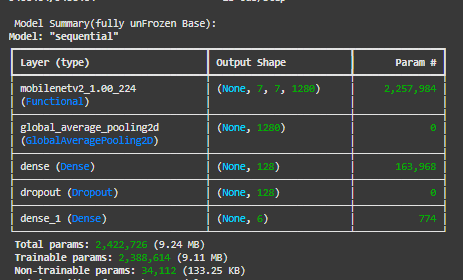 Model Summary(fully unFrozen Base):
Model: "sequential"
Layer (type) Output Shape Param #
mobilenetv2_1.00_224 (None, 7, 7, 1280) 2,257,984
(Functional)
global_average_pooling2d (None, 1280) 0
(GlobalAveragePooling2D)
dense (Dense) (None, 128) 163,968
dropout (Dropout) (None, 128) 0
dense_1 (Dense) (None, 6) 774
Total params: 2,422,726 (9.24 MB)
Trainable params: 2,388,614 (9.11 MB)
Non-trainable params: 34,112 (133.25 KB)